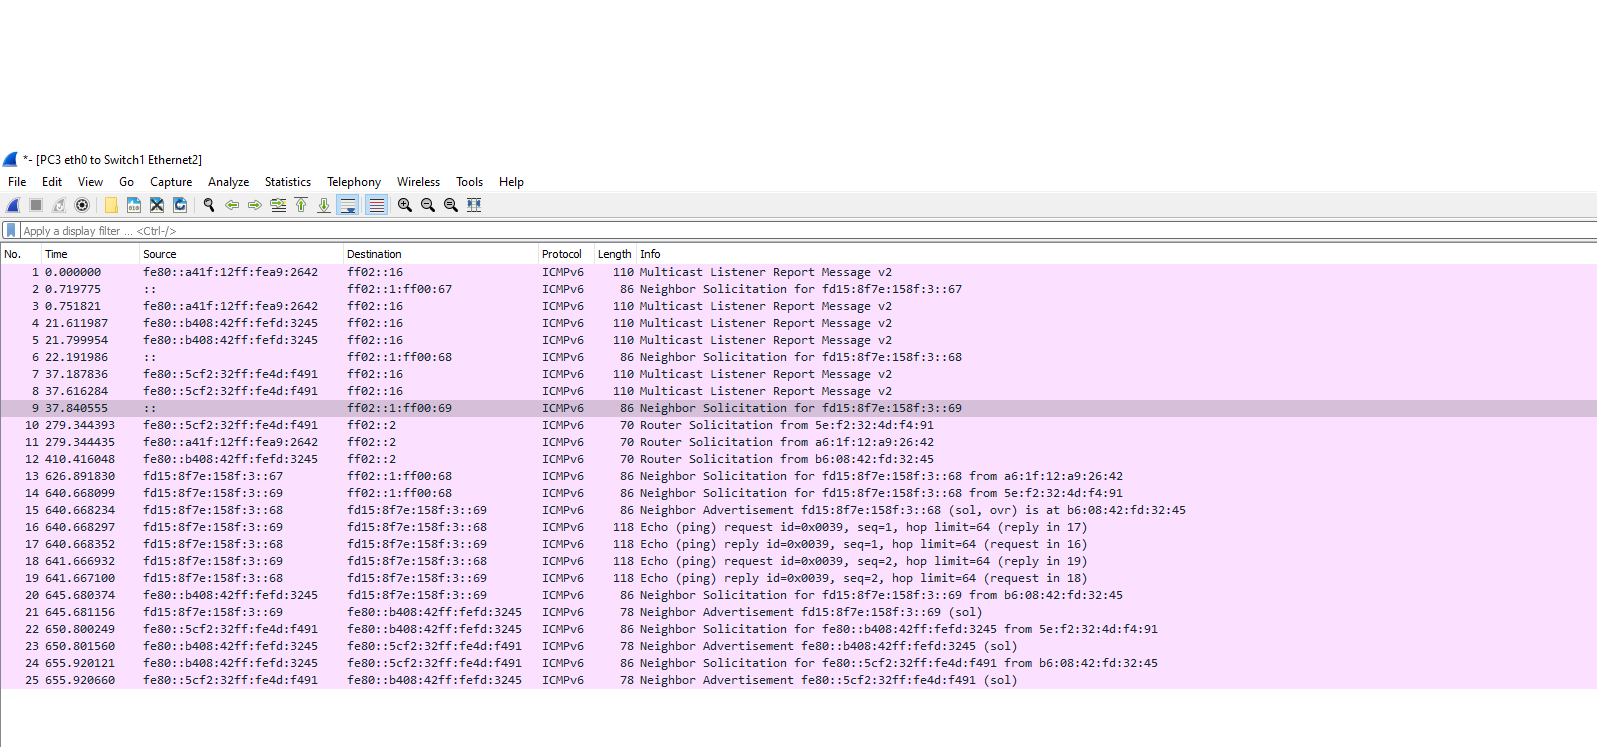 *- [PC3 eth0 to Switch1 Ethernet2]
File Edit View Go Capture Analyze Statistics Telephony Wireless Tools Help
Apply a display filter ... <Ctrl-/>
No. Time Source Destination Protocol Length Info
1 0.000000 fe80::a41f:12ff:fea9:2642 ff02::16 ICMPv6 110 Multicast Listener Report Message v2
2 0.719775 :: ff02::1:ff00:67 ICMPv6 86 Neighbor Solicitation for fd15:8f7e:158f:3::67
3 0.751821 fe80::a41f:12ff:fea9:2642 ff02::16 ICMPv6 110 Multicast Listener Report Message v2
4 21.611987 fe80::b408:42ff:fefd:3245 ff02::16 ICMPv6 110 Multicast Listener Report Message v2
5 21.799954 fe80::b408:42ff:fefd:3245 ff02::16 ICMPv6 110 Multicast Listener Report Message v2
6 22.191986 :: ff02::1:ff00:68 ICMPv6 86 Neighbor Solicitation for fd15:8f7e:158f:3::68
7 37.187836 fe80::5cf2:32ff:fe4d:f491 ff02::16 ICMPv6 110 Multicast Listener Report Message v2
8 37.616284 fe80::5cf2:32ff:fe4d:f491 ff02::16 ICMPv6 110 Multicast Listener Report Message v2
9 37.840555 :: ff02::1:ff00:69 ICMPv6 86 Neighbor Solicitation for fd15:8f7e:158f:3::69
10 279.344393 fe80::5cf2:32ff:fe4d:f491 ff02::2 ICMPv6 70 Router Solicitation from 5e:f2:32:4d:f4:91
11 279.344435 fe80::a41f:12ff:fea9:2642 ff02::2 ICMPv6 70 Router Solicitation from a6:1f:12:a9:26:42
12 410.416048 fe80::b408:42ff:fefd:3245 ff02::2 ICMPv6 70 Router Solicitation from b6:08:42:fd:32:45
13 626.891830 fd15:8f7e:158f:3::67 ff02::1:ff00:68 ICMPv6 86 Neighbor Solicitation for fd15:8f7e:158f:3::68 from a6:1f:12:a9:26:42
14 640.668099 fd15:8f7e:158f:3::69 ff02::1:ff00:68 ICMPv6 86 Neighbor Solicitation for fd15:8f7e:158f:3::68 from 5e:f2:32:4d:f4:91
15 640.668234 fd15:8f7e:158f:3::68 fd15:8f7e:158f:3::69 ICMPv6 86 Neighbor Advertisement fd15:8f7e:158f:3::68 (sol, ovr) is at b6:08:42:fd:32:45
16 640.668297 fd15:8f7e:158f:3::69 fd15:8f7e:158f:3::68 ICMPv6 118 Echo (ping) request id=0x0039, seq=1, hop limit=64 (reply in 17)
17 640.668352 fd15:8f7e:158f:3::68 fd15:8f7e:158f:3::69 ICMPv6 118 Echo (ping) reply id=0x0039, seq=1, hop limit=64 (request in 16)
18 641.666932 fd15:8f7e:158f:3::69 fd15:8f7e:158f:3::68 ICMPv6 118 Echo (ping) request id=0x0039, seq=2, hop limit=64 (reply in 19)
19 641.667100 fd15:8f7e:158f:3::68 fd15:8f7e:158f:3::69 ICMPv6 118 Echo (ping) reply id=0x0039, seq=2, hop limit=64 (request in 18)
20 645.680374 fe80::b408:42ff:fefd:3245 fd15:8f7e:158f:3::69 ICMPv6 86 Neighbor Solicitation for fd15:8f7e:158f:3::69 from b6:08:42:fd:32:45
21 645.681156 fd15:8f7e:158f:3::69 fe80::b408:42ff:fefd:3245 ICMPv6 78 Neighbor Advertisement fd15:8f7e:158f:3::69 (sol)
22 650.800249 fe80::5cf2:32ff:fe4d:f491 fe80::b408:42ff:fefd:3245 ICMPv6 86 Neighbor Solicitation for fe80::b408:42ff:fefd:3245 from 5e:f2:32:4d:f4:91
23 650.801560 fe80::b408:42ff:fefd:3245 fe80::5cf2:32ff:fe4d:f491 ICMPv6 78 Neighbor Advertisement fe80::b408:42ff:fefd:3245 (sol)
24 655.920121 fe80::b408:42ff:fefd:3245 fe80::5cf2:32ff:fe4d:f491 ICMPv6 86 Neighbor Solicitation for fe80::5cf2:32ff:fe4d:f491 from b6:08:42:fd:32:45
25 655.920660 fe80::5cf2:32ff:fe4d:f491 fe80::b408:42ff:fefd:3245 ICMPv6 78 Neighbor Advertisement fe80::5cf2:32ff:fe4d:f491 (sol)